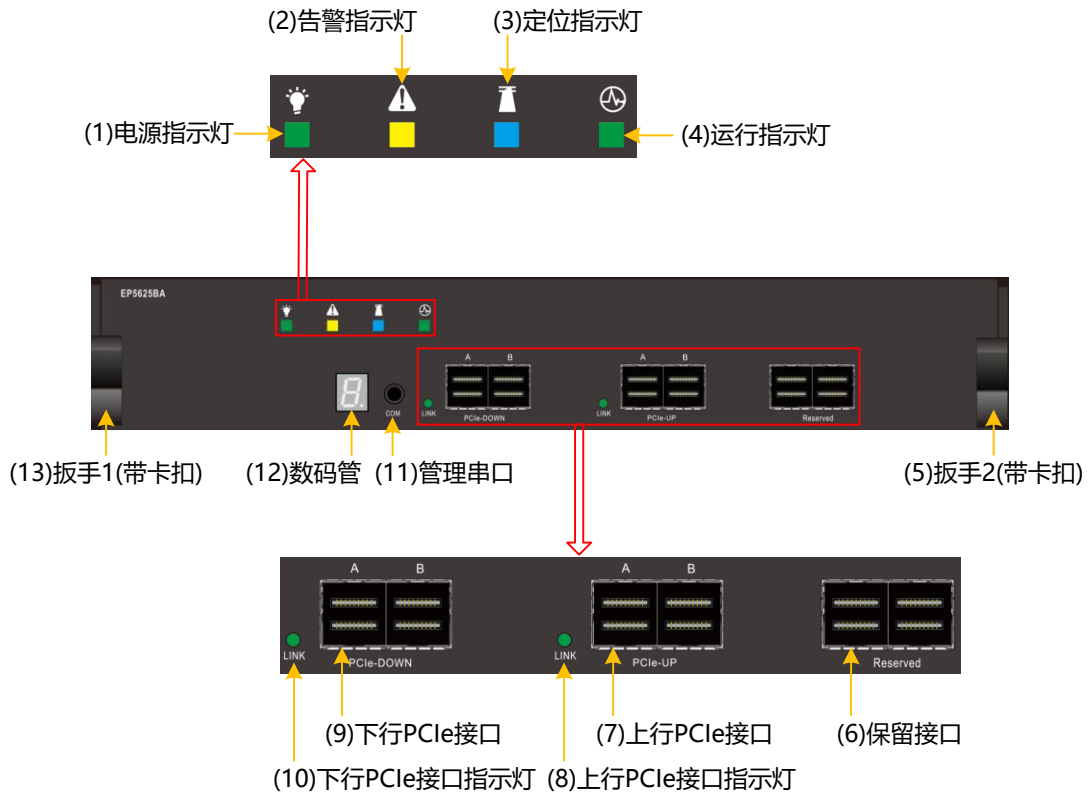 (2)告警指示灯
(3)定位指示灯
(1)电源指示灯
(4)运行指示灯
EP5625BA
A B
A B
LINK
PCIe-DOWN
LINK
PCIe-UP
Reserved
COM
(13)扳手1(带卡扣)
(12)数码管
(11)管理串口
(5)扳手2(带卡扣)
A B
A B
LINK
PCIe-DOWN
LINK
PCIe-UP
Reserved
(9)下行PCIe接口
(7)上行PCIe接口
(6)保留接口
(10)下行PCIe接口指示灯
(8)上行PCIe接口指示灯